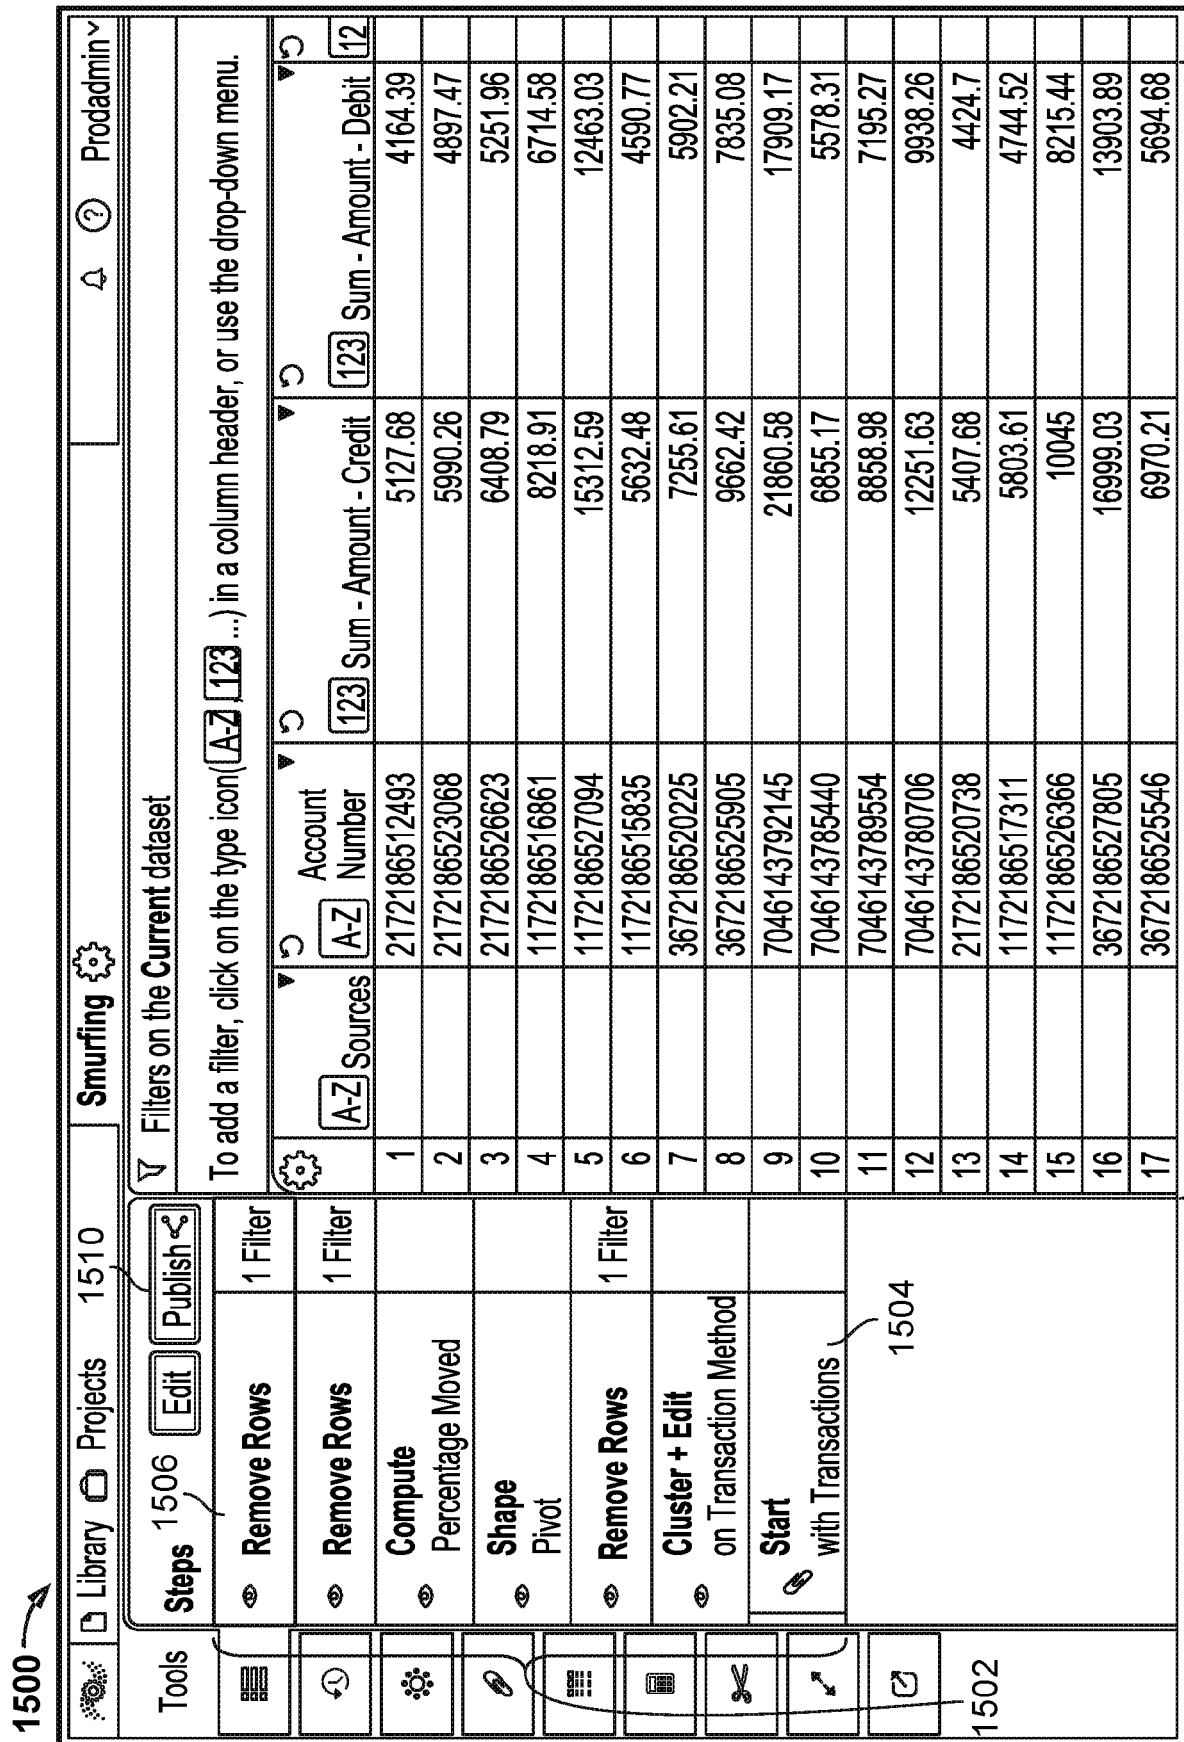 1500
Library Projects 1510 Smurfing Prodadmin
Tools
Steps 1506 Edit Publish
Remove Rows 1 Filter
Remove Rows 1 Filter
Compute
Percentage Moved
Shape
Pivot
Remove Rows 1 Filter
Cluster + Edit
on Transaction Method
Start
with Transactions
1504
1502
Filters on the Current dataset
To add a filter, click on the type icon( A-Z , 123 ...) in a column header, or use the drop-down menu.
A-Z Sources A-Z Account Number 123 Sum - Amount - Credit 123 Sum - Amount - Debit 12
1 2172186512493 5127.68 4164.39
2 2172186523068 5990.26 4897.47
3 2172186526623 6408.79 5251.96
4 1172186516861 8218.91 6714.58
5 1172186527094 15312.59 12463.03
6 1172186515835 5632.48 4590.77
7 3672186520225 7255.61 5902.21
8 3672186525905 9662.42 7835.08
9 7046143792145 21860.58 17909.17
10 7046143785440 6855.17 5578.31
11 7046143789554 8858.98 7195.27
12 7046143780706 12251.63 9938.26
13 2172186520738 5407.68 4424.7
14 1172186517311 5803.61 4744.52
15 1172186526366 10045 8215.44
16 3672186527805 16999.03 13903.89
17 3672186525546 6970.21 5694.68